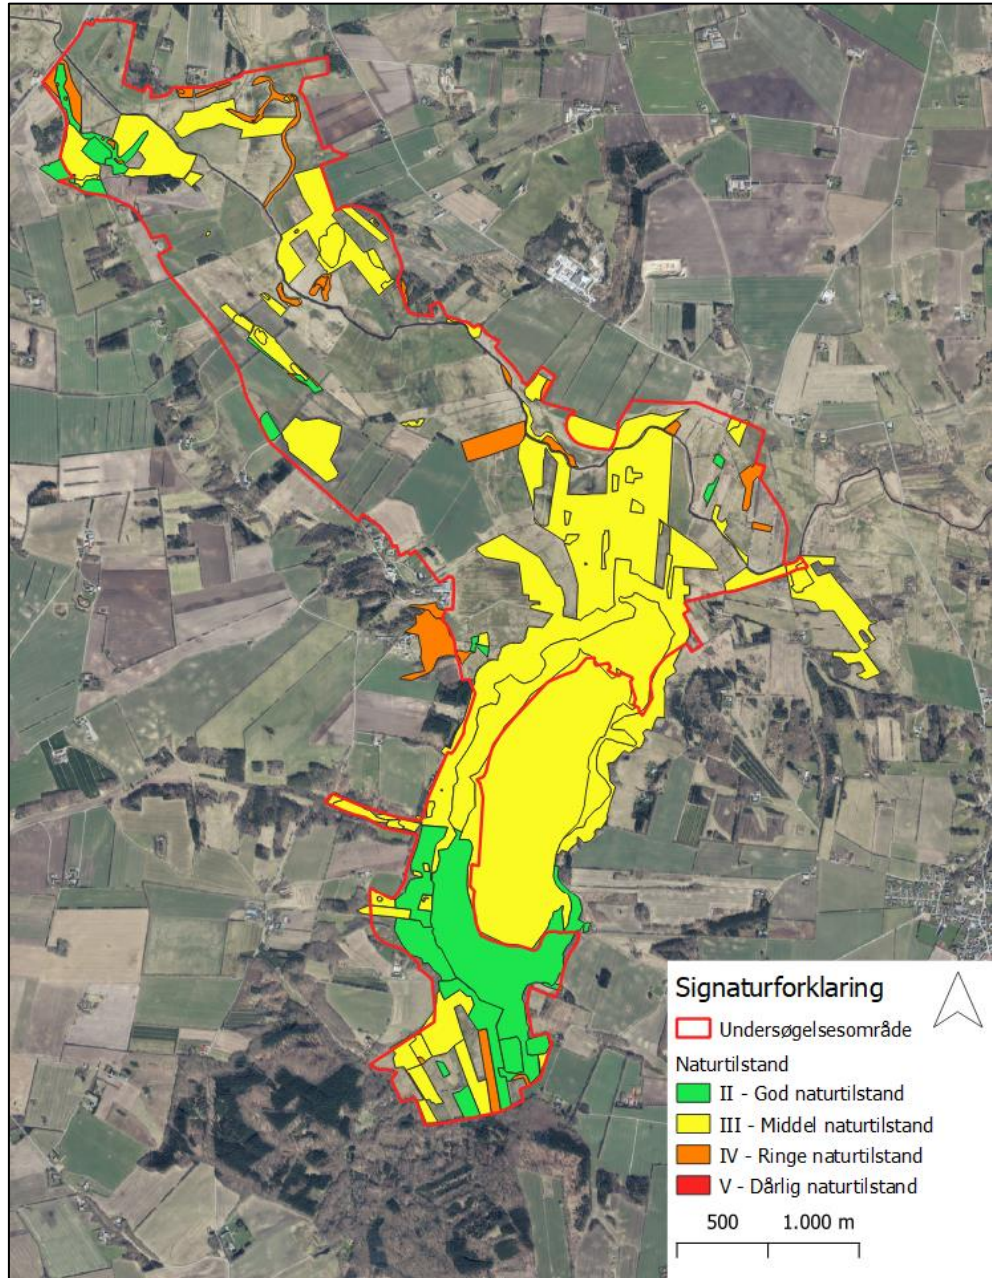 Signaturforklaring
Undersøgelsesområde
Naturtilstand
II - God naturtilstand
III - Middel naturtilstand
IV - Ringe naturtilstand
V - Dårlig naturtilstand
500 1.000 m